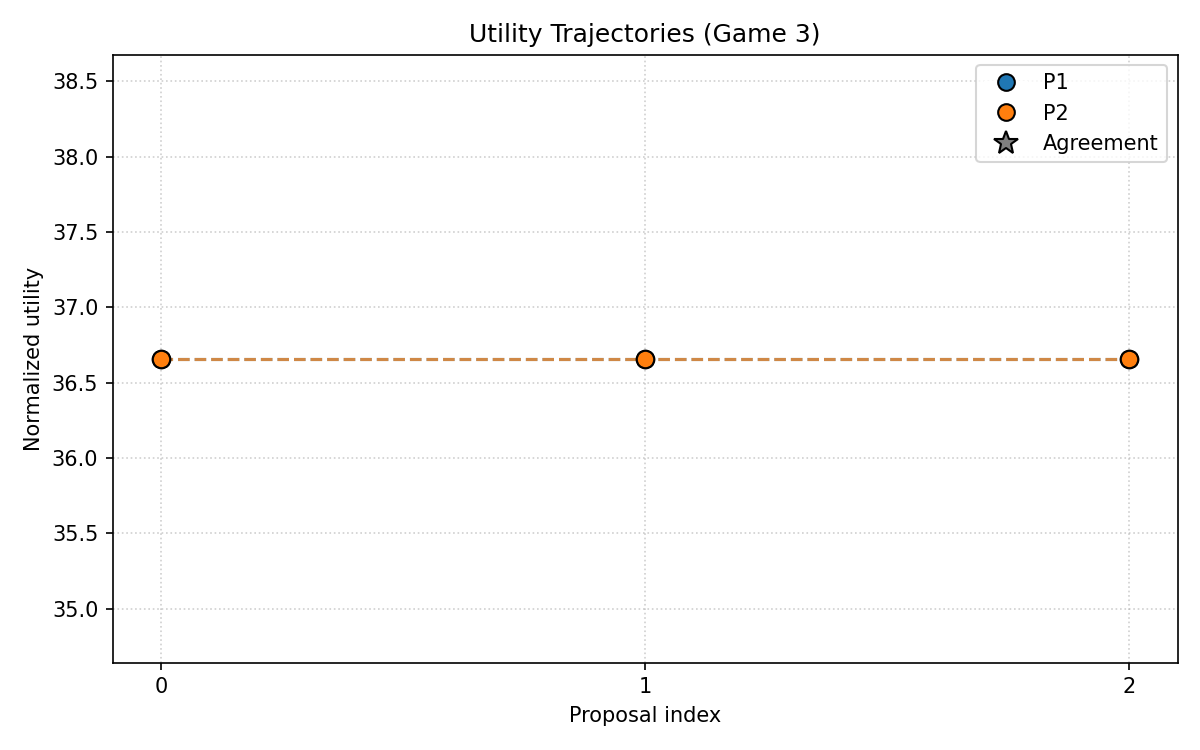 Utility Trajectories (Game 3)
P1
P2
Agreement
Normalized utility
38.5
38.0
37.5
37.0
36.5
36.0
35.5
35.0
0
1
2
Proposal index